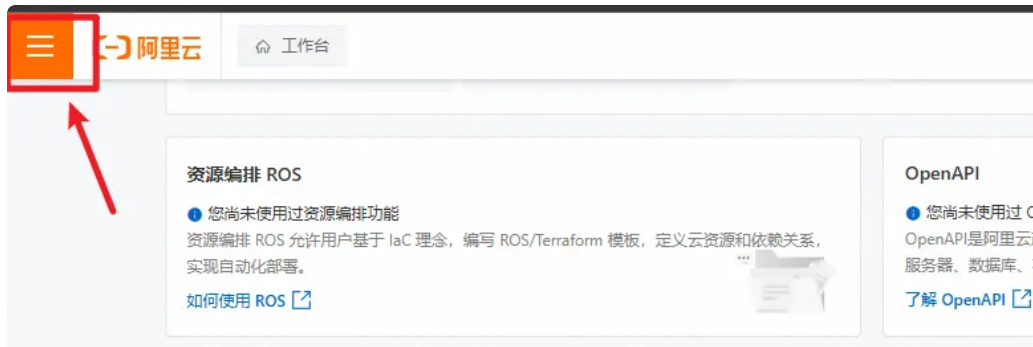 阿里云 工作台
资源编排 ROS
您尚未使用过资源编排功能
资源编排 ROS 允许用户基于 IaC 理念，编写 ROS/Terraform 模板，定义云资源和依赖关系，
实现自动化部署。
如何使用 ROS
OpenAPI
您尚未使用过
OpenAPI是阿里云
服务器、数据库、
了解 OpenAPI